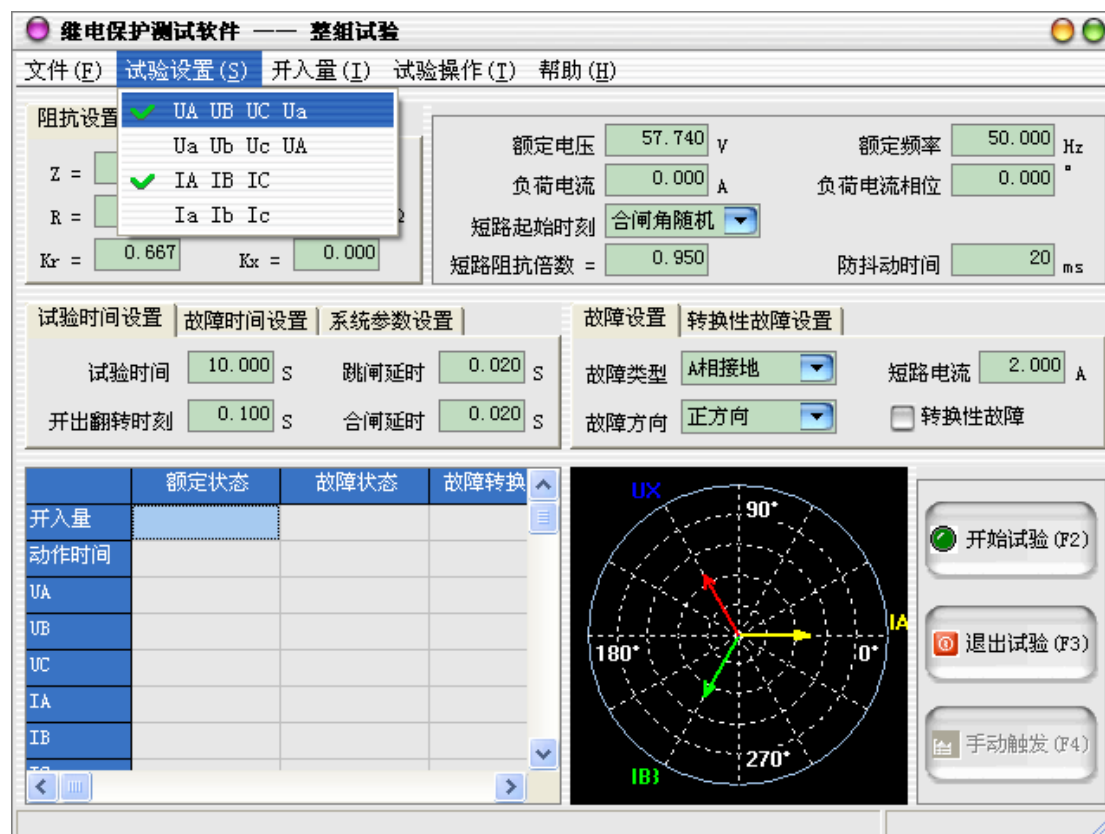 继电保护测试软件 —— 整组试验
文件(F) 试验设置(S) 开入量(I) 试验操作(T) 帮助(H)
UA UB UC Ua
Ua Ub Uc UA
IA IB IC
Ia Ib Ic
阻抗设置
Z =
R =
Kr = 0.667 Kx = 0.000
额定电压 57.740 V 额定频率 50.000 Hz
负荷电流 0.000 A 负荷电流相位 0.000 °
短路起始时刻 合闸角随机
短路阻抗倍数 = 0.950 防抖动时间 20 ms
试验时间设置 故障时间设置 系统参数设置
试验时间 10.000 S 跳闸延时 0.020 S
开出翻转时刻 0.100 S 合闸延时 0.020 S
故障设置 转换性故障设置
故障类型 A相接地 短路电流 2.000 A
故障方向 正方向 转换性故障
额定状态 故障状态 故障转换
开入量
动作时间
UA
UB
UC
IA
IB
UX
90°
IA
180°
0°
270°
开始试验(F2)
退出试验(F3)
手动触发(F4)